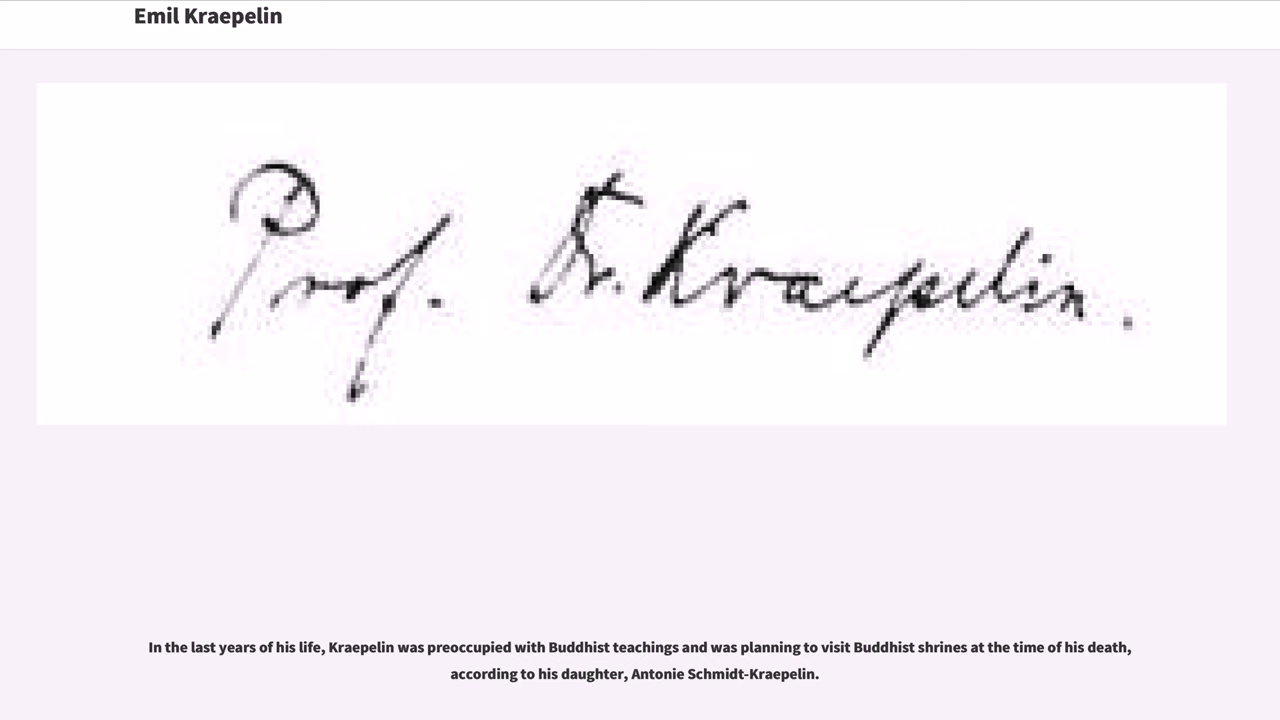 Emil Kraepelin
Prof. Dr. Kraepelin.
In the last years of his life, Kraepelin was preoccupied with Buddhist teachings and was planning to visit Buddhist shrines at the time of his death,
according to his daughter, Antonie Schmidt-Kraepelin.